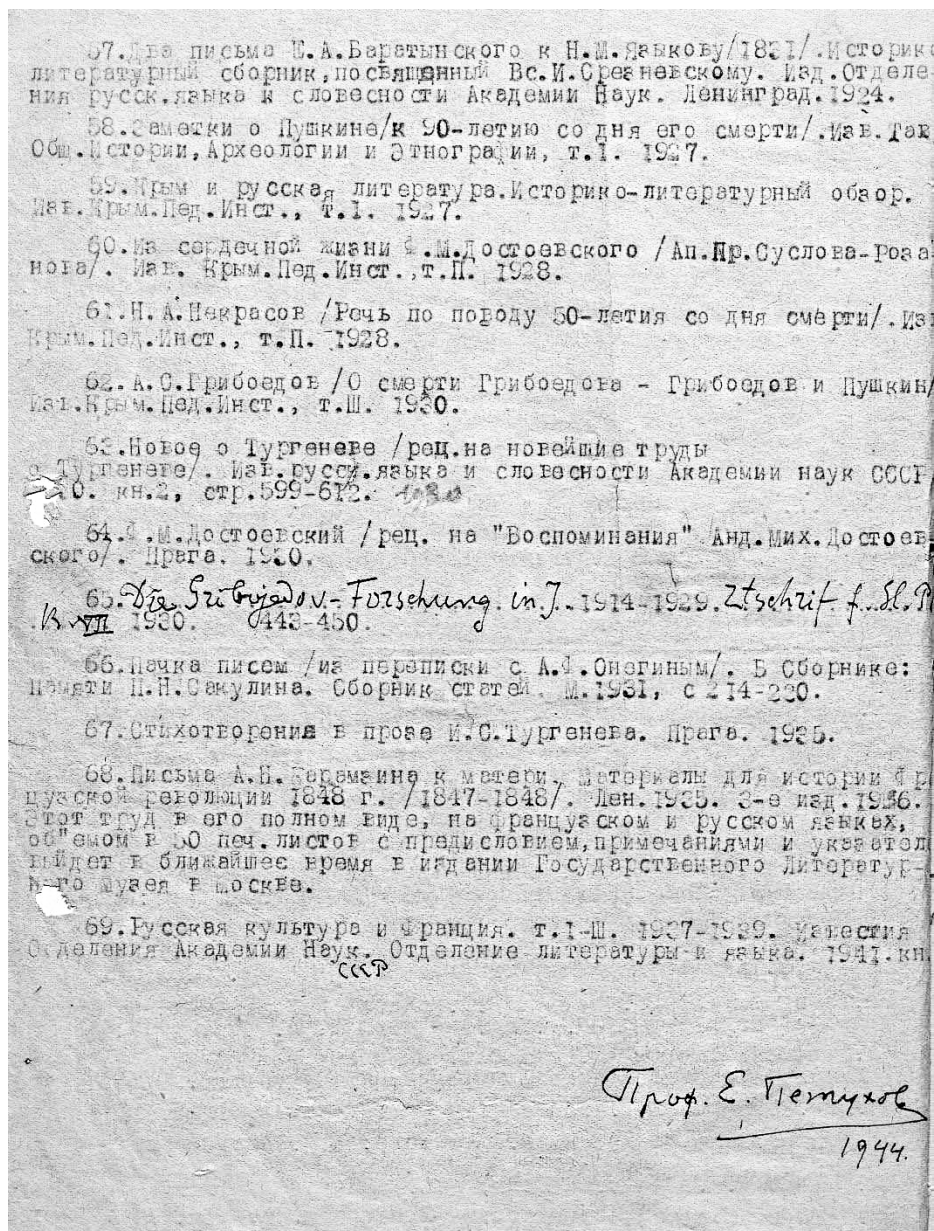 57.Два письма Е.А.Баратынского к Н.М.Языкову/1831/.Историко
литературный сборник,посвященный Вс.И.Срезневскому. Изд.Отделе
ния русск.языка и словесности Академии Наук. Ленинград.1924.
58.Заметки о Пушкине/к 90-летию со дня его смерти/.Изв.Тав
Общ.Истории,Археологии и Этнографии, т.I. 1927.
59.Крым и русская литература.Историко-литературный обзор.
Изв.Крым.Пед.Инст., т.I. 1927.
60.Из сердечной жизни Ф.М.Достоевского /Ап.Пр.Суслова-Роза
нова/. Изв. Крым.Пед.Инст.,т.П. 1928.
61.Н.А.Некрасов /Речь по поводу 50-летия со дня смерти/.Изв
Крым.Пед.Инст., т.П. 1928.
62.А.С.Грибоедов /О смерти Грибоедова - Грибоедов и Пушкин/
Изв.Крым.Пед.Инст., т.Ш. 1930.
63.Новое о Тургеневе /рец.на новейшие труды
о Тургеневе/. Изв.русск.языка и словесности Академии наук СССР,
кн.2, стр.599-612. 1930
64.Ф.М.Достоевский /рец. на "Воспоминания" Анд.Мих.Достоев
ского/. Прага. 1930.
65.Die Gribojedov-Forschung in J. 1914-1929. Ztschrif. f. Sl. P
B. VII 1930. 443-450.
66.Пачка писем /из переписки с А.Ф.Онегиным/. В Сборнике:
Памяти П.Н.Сакулина. Сборник статей. М.1931, с 214-220.
67.Стихотворения в прозе И.С.Тургенева. Прага. 1935.
68.Письма А.Н.Карамзина к матери. Материалы для истории Фр
цузской революции 1848 г. /1847-1848/. Лен.1935. 3-е изд.1936.
Этот труд в его полном виде, на французском и русском языках,
об"емом в 50 печ.листов с предисловием,примечаниями и указател
выйдет в ближайшее время в издании Государственного Литератур-
ного музея в Москве.
69.Русская культура и Франция. т.I-Ш. 1937-1939. Известия
Отделения Академии Наук. СССР Отделение литературы и языка. 1941.кн.
Проф. Е. Петухов
1944.